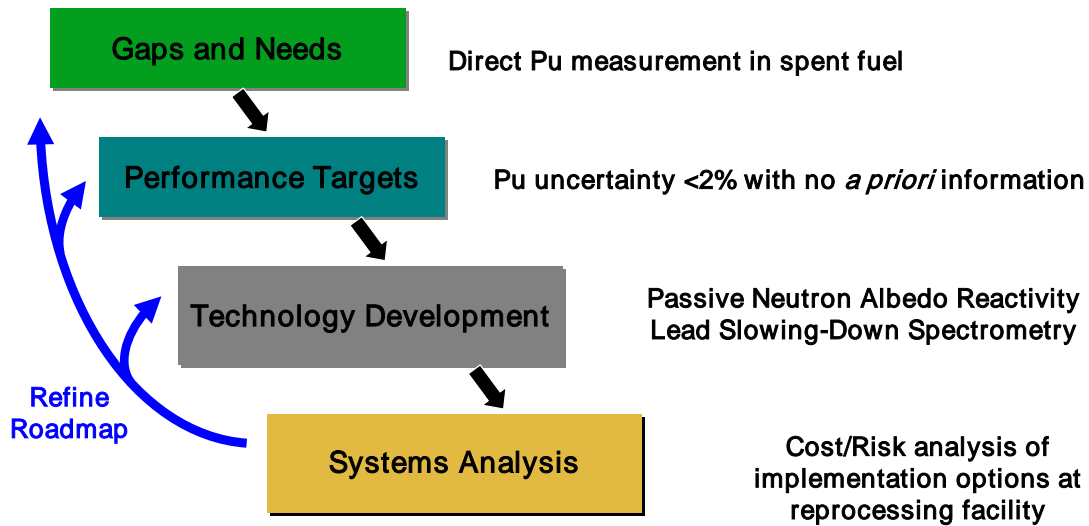 Gaps and Needs
Direct Pu measurement in spent fuel
Performance Targets
Pu uncertainty <2% with no a priori information
Technology Development
Passive Neutron Albedo Reactivity
Lead Slowing-Down Spectrometry
Refine
Roadmap
Systems Analysis
Cost/Risk analysis of
implementation options at
reprocessing facility